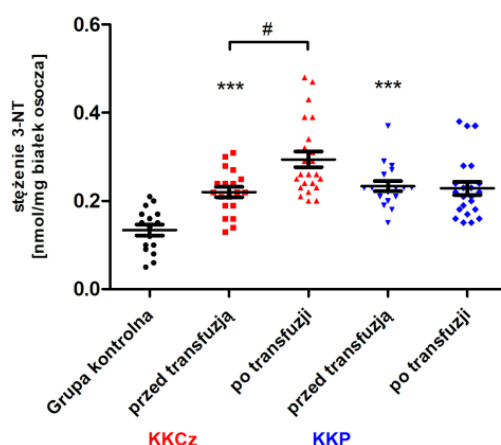 stężenie 3-NT
[nmol/mg białek osocza]
0.6
0.4
0.2
0.0
#
***
***
Grupa kontrolna
przed transfuzją
po transfuzji
przed transfuzją
po transfuzji
KKCz
KKP